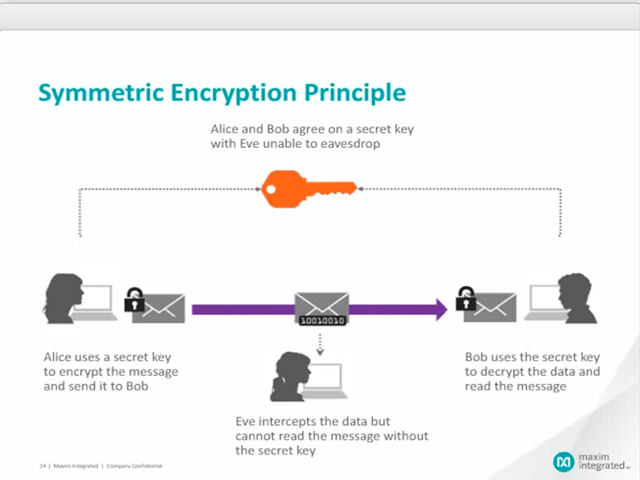 Symmetric Encryption Principle
Alice and Bob agree on a secret key
with Eve unable to eavesdrop
10010010
Alice uses a secret key
to encrypt the message
and send it to Bob
Bob uses the secret key
to decrypt the data and
read the message
Eve intercepts the data but
cannot read the message without
the secret key
14 | Maxim Integrated | Company Confidential
maxim
integrated™